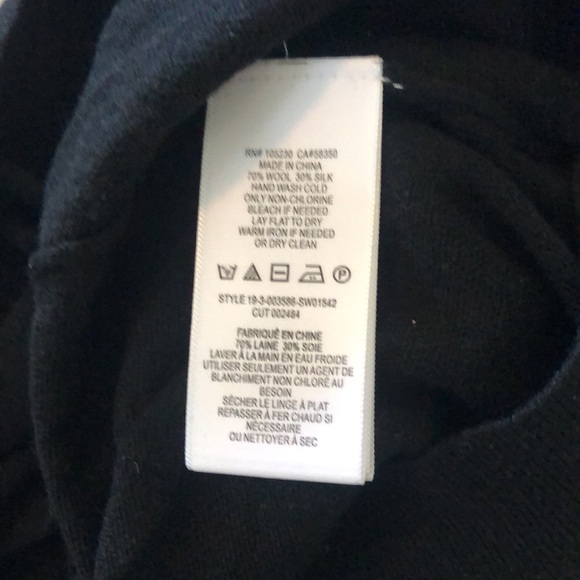 RN# 105230 CA#58350
MADE IN CHINA
70% WOOL 30% SILK
HAND WASH COLD
ONLY NON-CHLORINE
BLEACH IF NEEDED
LAY FLAT TO DRY
WARM IRON IF NEEDED
OR DRY CLEAN
P
STYLE 19-3-003586-SW01542
CUT 002484
FABRIQUÉ EN CHINE
70% LAINE 30% SOIE
LAVER À LA MAIN EN EAU FROIDE
UTILISER SEULEMENT UN AGENT DE
BLANCHIMENT NON CHLORÉ AU
BESOIN
SÉCHER LE LINGE À PLAT
REPASSER À FER CHAUD SI
NÉCESSAIRE
OU NETTOYER À SEC